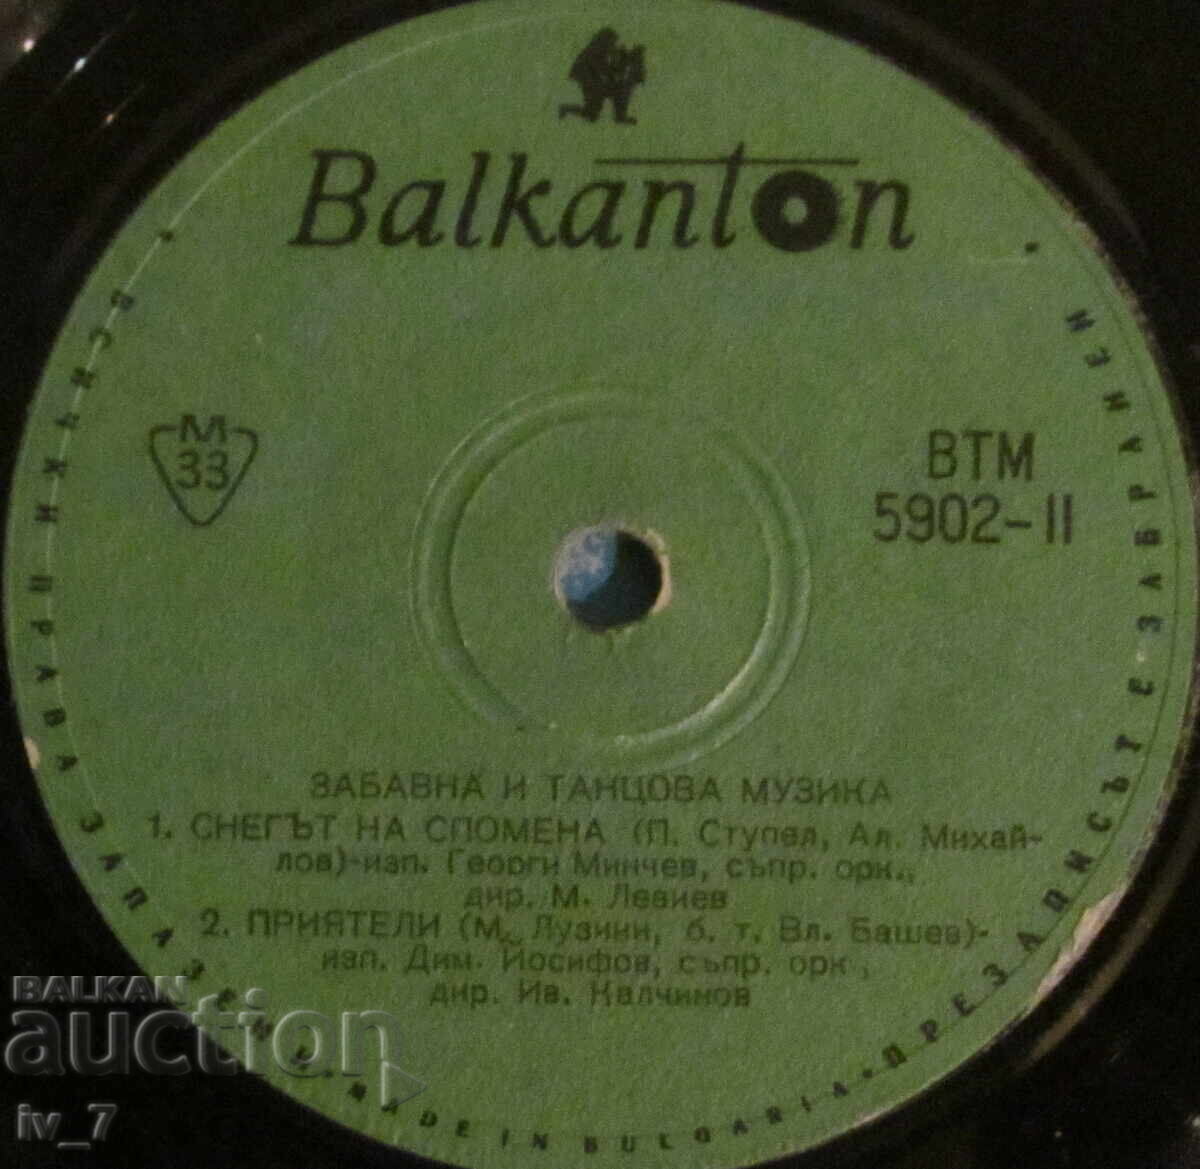 Balkanton
М
33
ВТМ
5902-II
ЗАБАВНА И ТАНЦОВА МУЗИКА
1. СНЕГЪТ НА СПОМЕНА (П. Ступел, Ал. Михай-
лов)-изп. Георги Минчев, съпр. орк.,
дир. М. Левиев
2. ПРИЯТЕЛИ (М. Лузини, б. т. Вл. Башев)-
изп. Дим. Йосифов, съпр. орк.,
дир. Ив. Калчинов
• ВСИЧКИ ПРАВА ЗАПАЗЕНИ • MADE IN BULGARIA • ПРЕЗАПИСЪТ Е ЗАБРАНЕН •
BALKAN
auction
iv_7